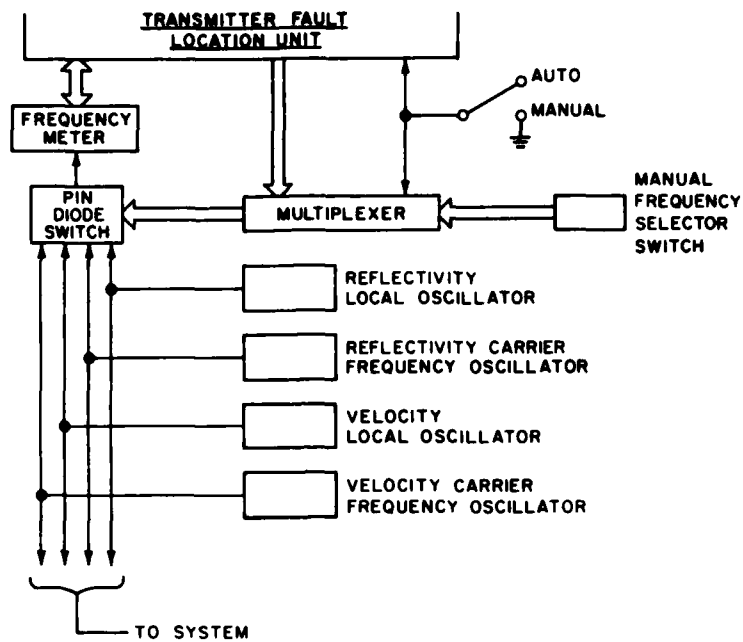 TRANSMITTER FAULT
LOCATION UNIT
AUTO
MANUAL
FREQUENCY
METER
PIN
DIODE
SWITCH
MULTIPLEXER
MANUAL
FREQUENCY
SELECTOR
SWITCH
REFLECTIVITY
LOCAL OSCILLATOR
REFLECTIVITY CARRIER
FREQUENCY OSCILLATOR
VELOCITY
LOCAL OSCILLATOR
VELOCITY CARRIER
FREQUENCY OSCILLATOR
TO SYSTEM